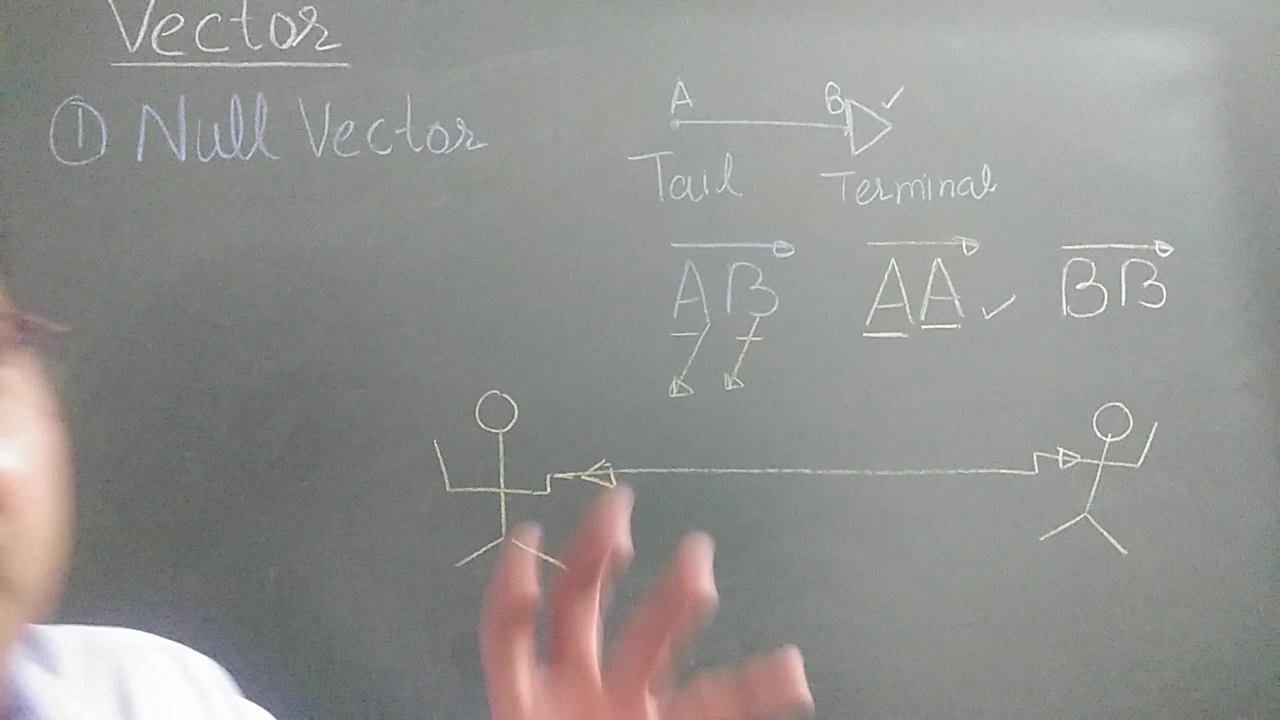 Vector
① Null Vector
A B
Tail Terminal
AB AA BB